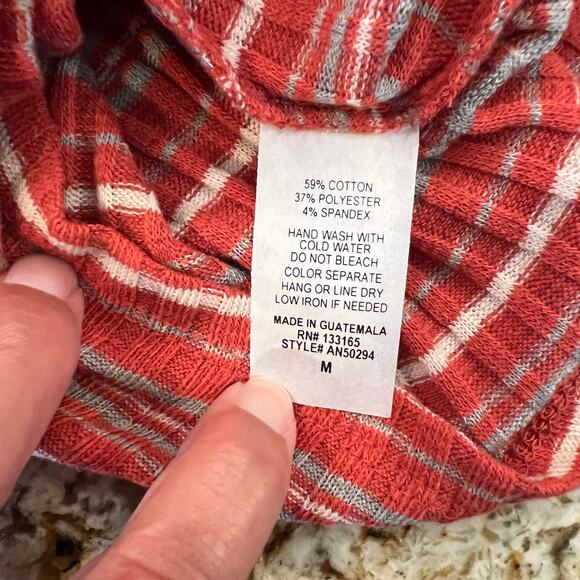 59% COTTON
37% POLYESTER
4% SPANDEX
HAND WASH WITH
COLD WATER
DO NOT BLEACH
COLOR SEPARATE
HANG OR LINE DRY
LOW IRON IF NEEDED
MADE IN GUATEMALA
RN# 133165
STYLE# AN50294
M